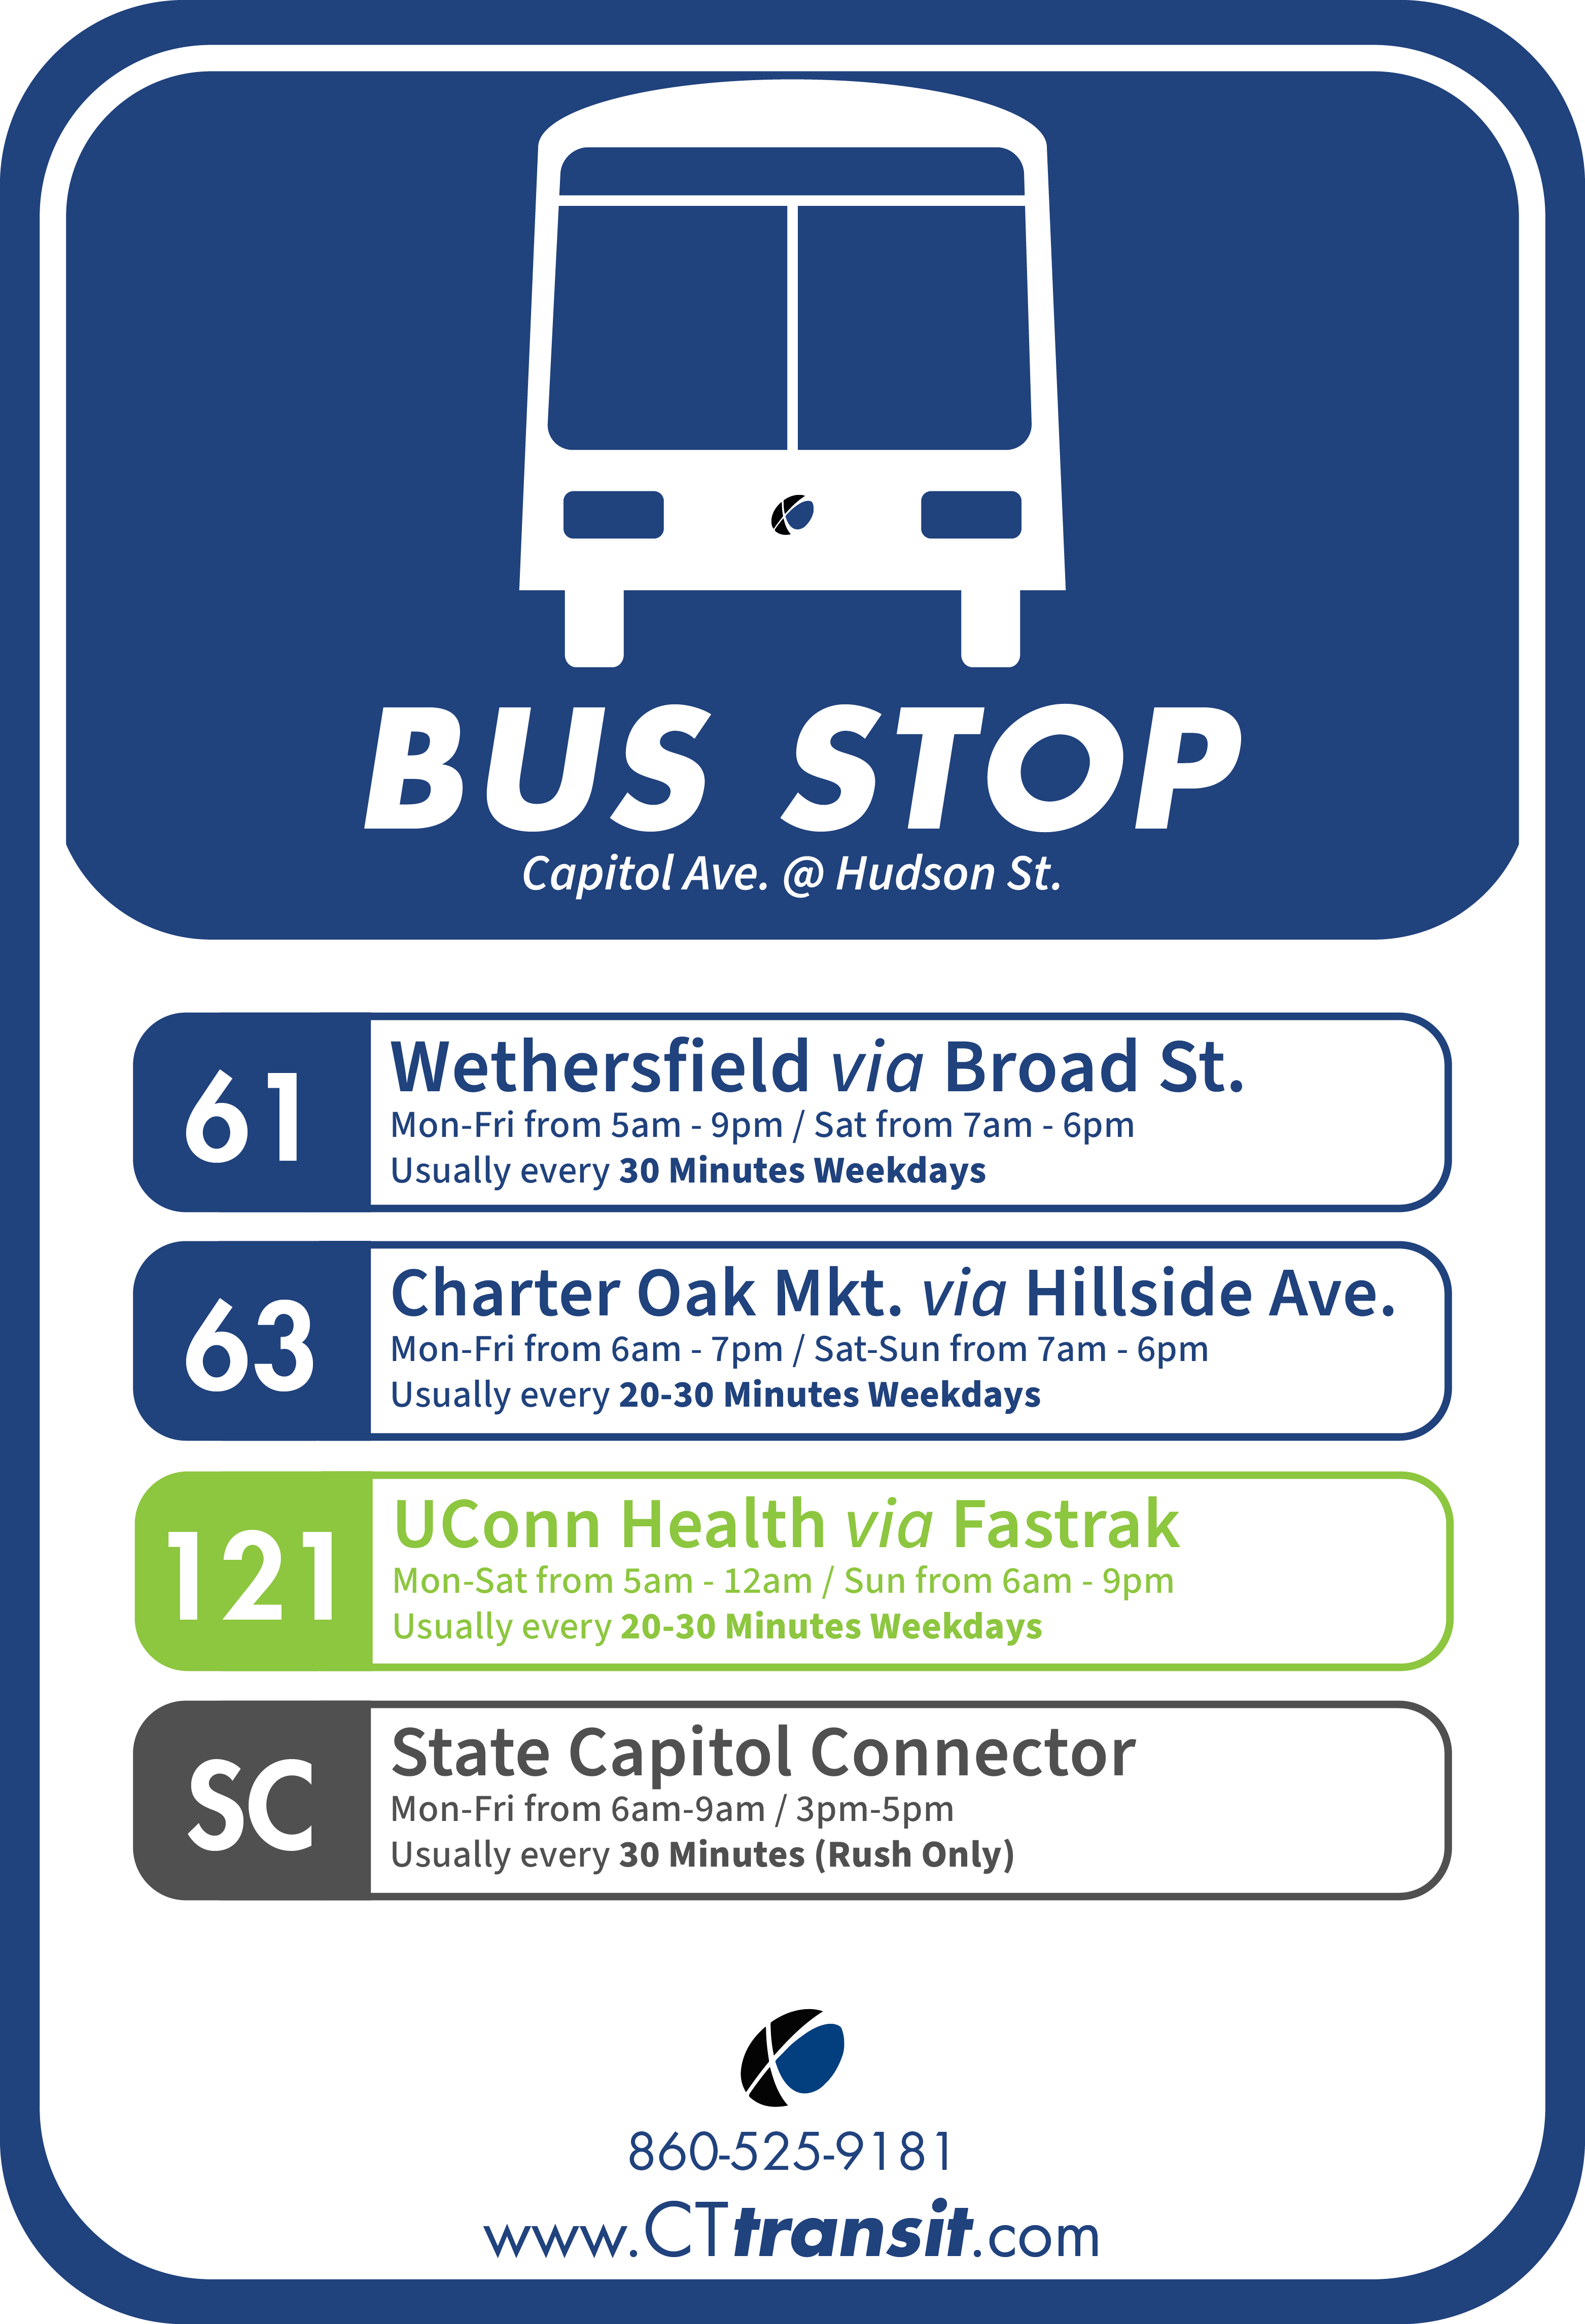 BUS STOP
Capitol Ave. @ Hudson St.
61
Wethersfield via Broad St.
Mon-Fri from 5am - 9pm / Sat from 7am - 6pm
Usually every 30 Minutes Weekdays
63
Charter Oak Mkt. via Hillside Ave.
Mon-Fri from 6am - 7pm / Sat-Sun from 7am - 6pm
Usually every 20-30 Minutes Weekdays
121
UConn Health via Fastrak
Mon-Sat from 5am - 12am / Sun from 6am - 9pm
Usually every 20-30 Minutes Weekdays
SC
State Capitol Connector
Mon-Fri from 6am-9am / 3pm-5pm
Usually every 30 Minutes (Rush Only)
860-525-9181
www.CTtransit.com